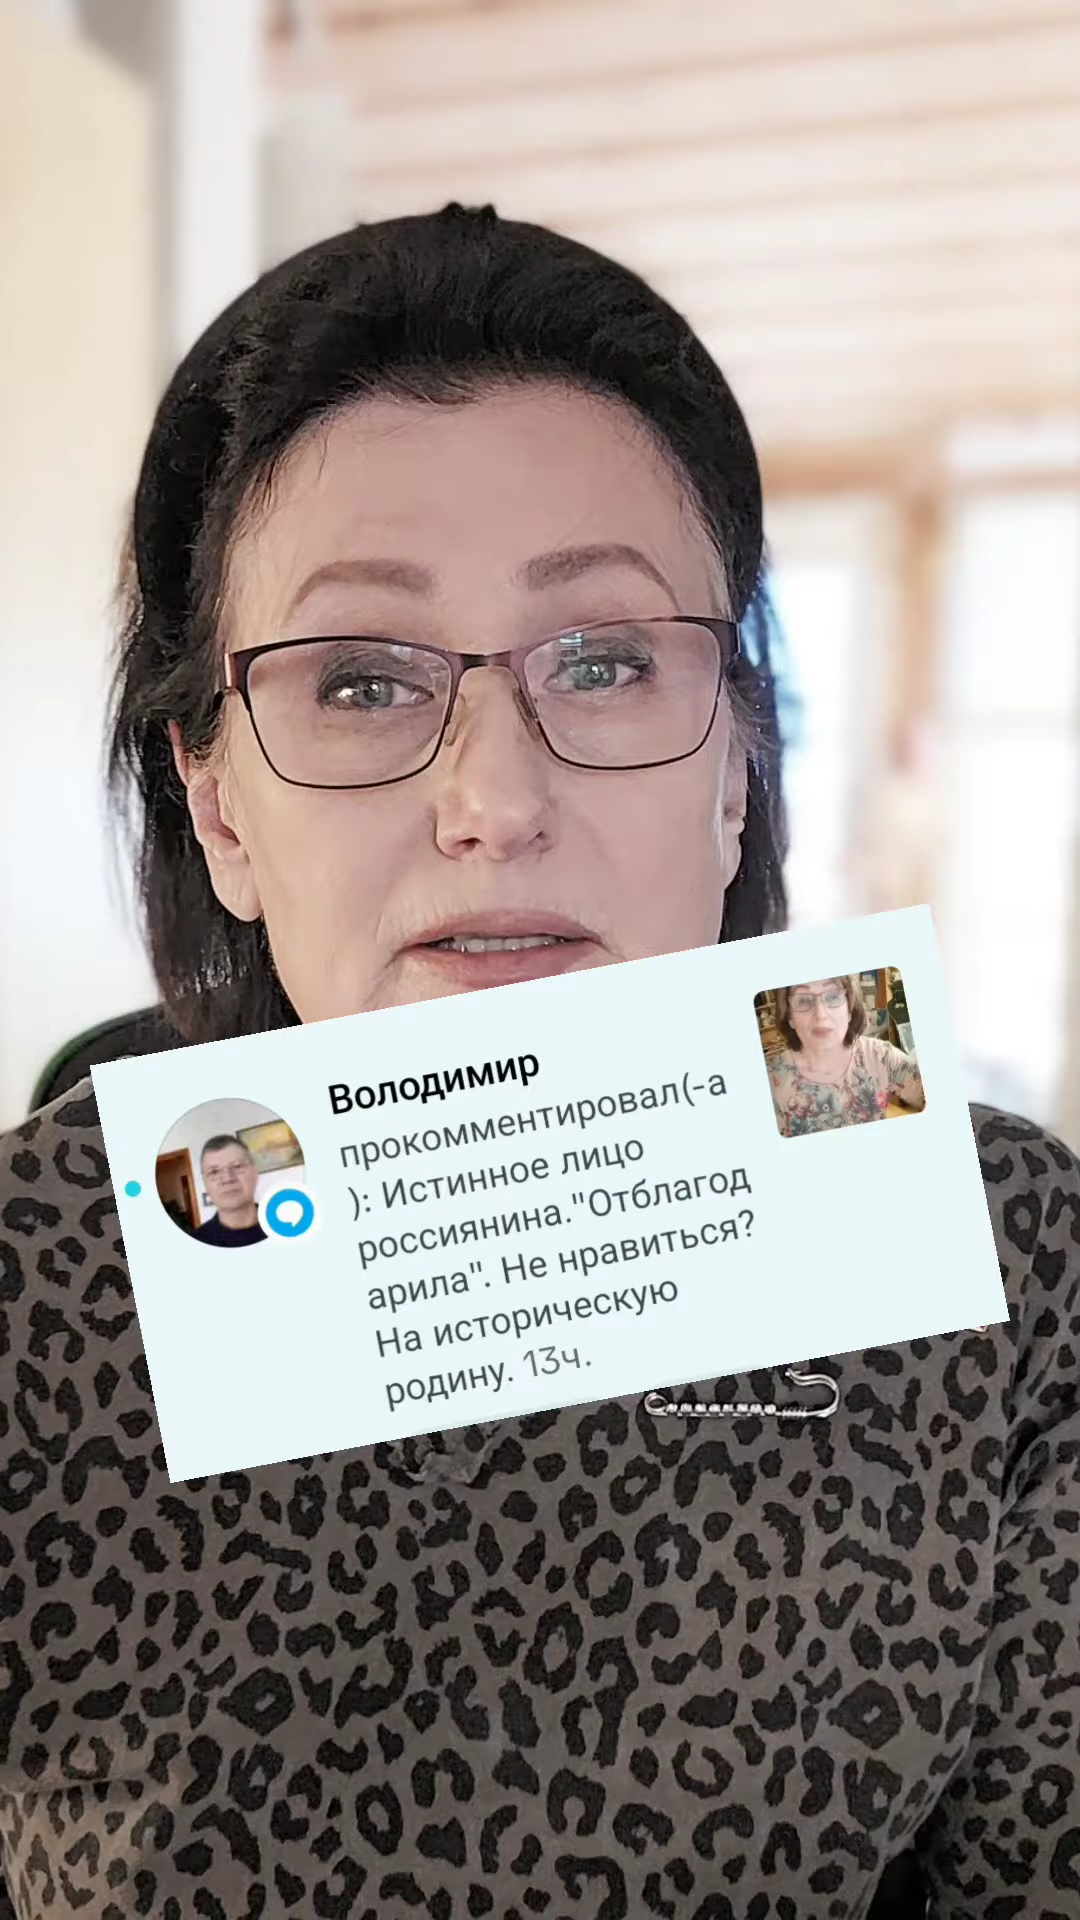 Володимир
прокомментировал(-а
): Истинное лицо
россиянина."Отблагод
арила". Не нравиться?
На историческую
родину. 13ч.